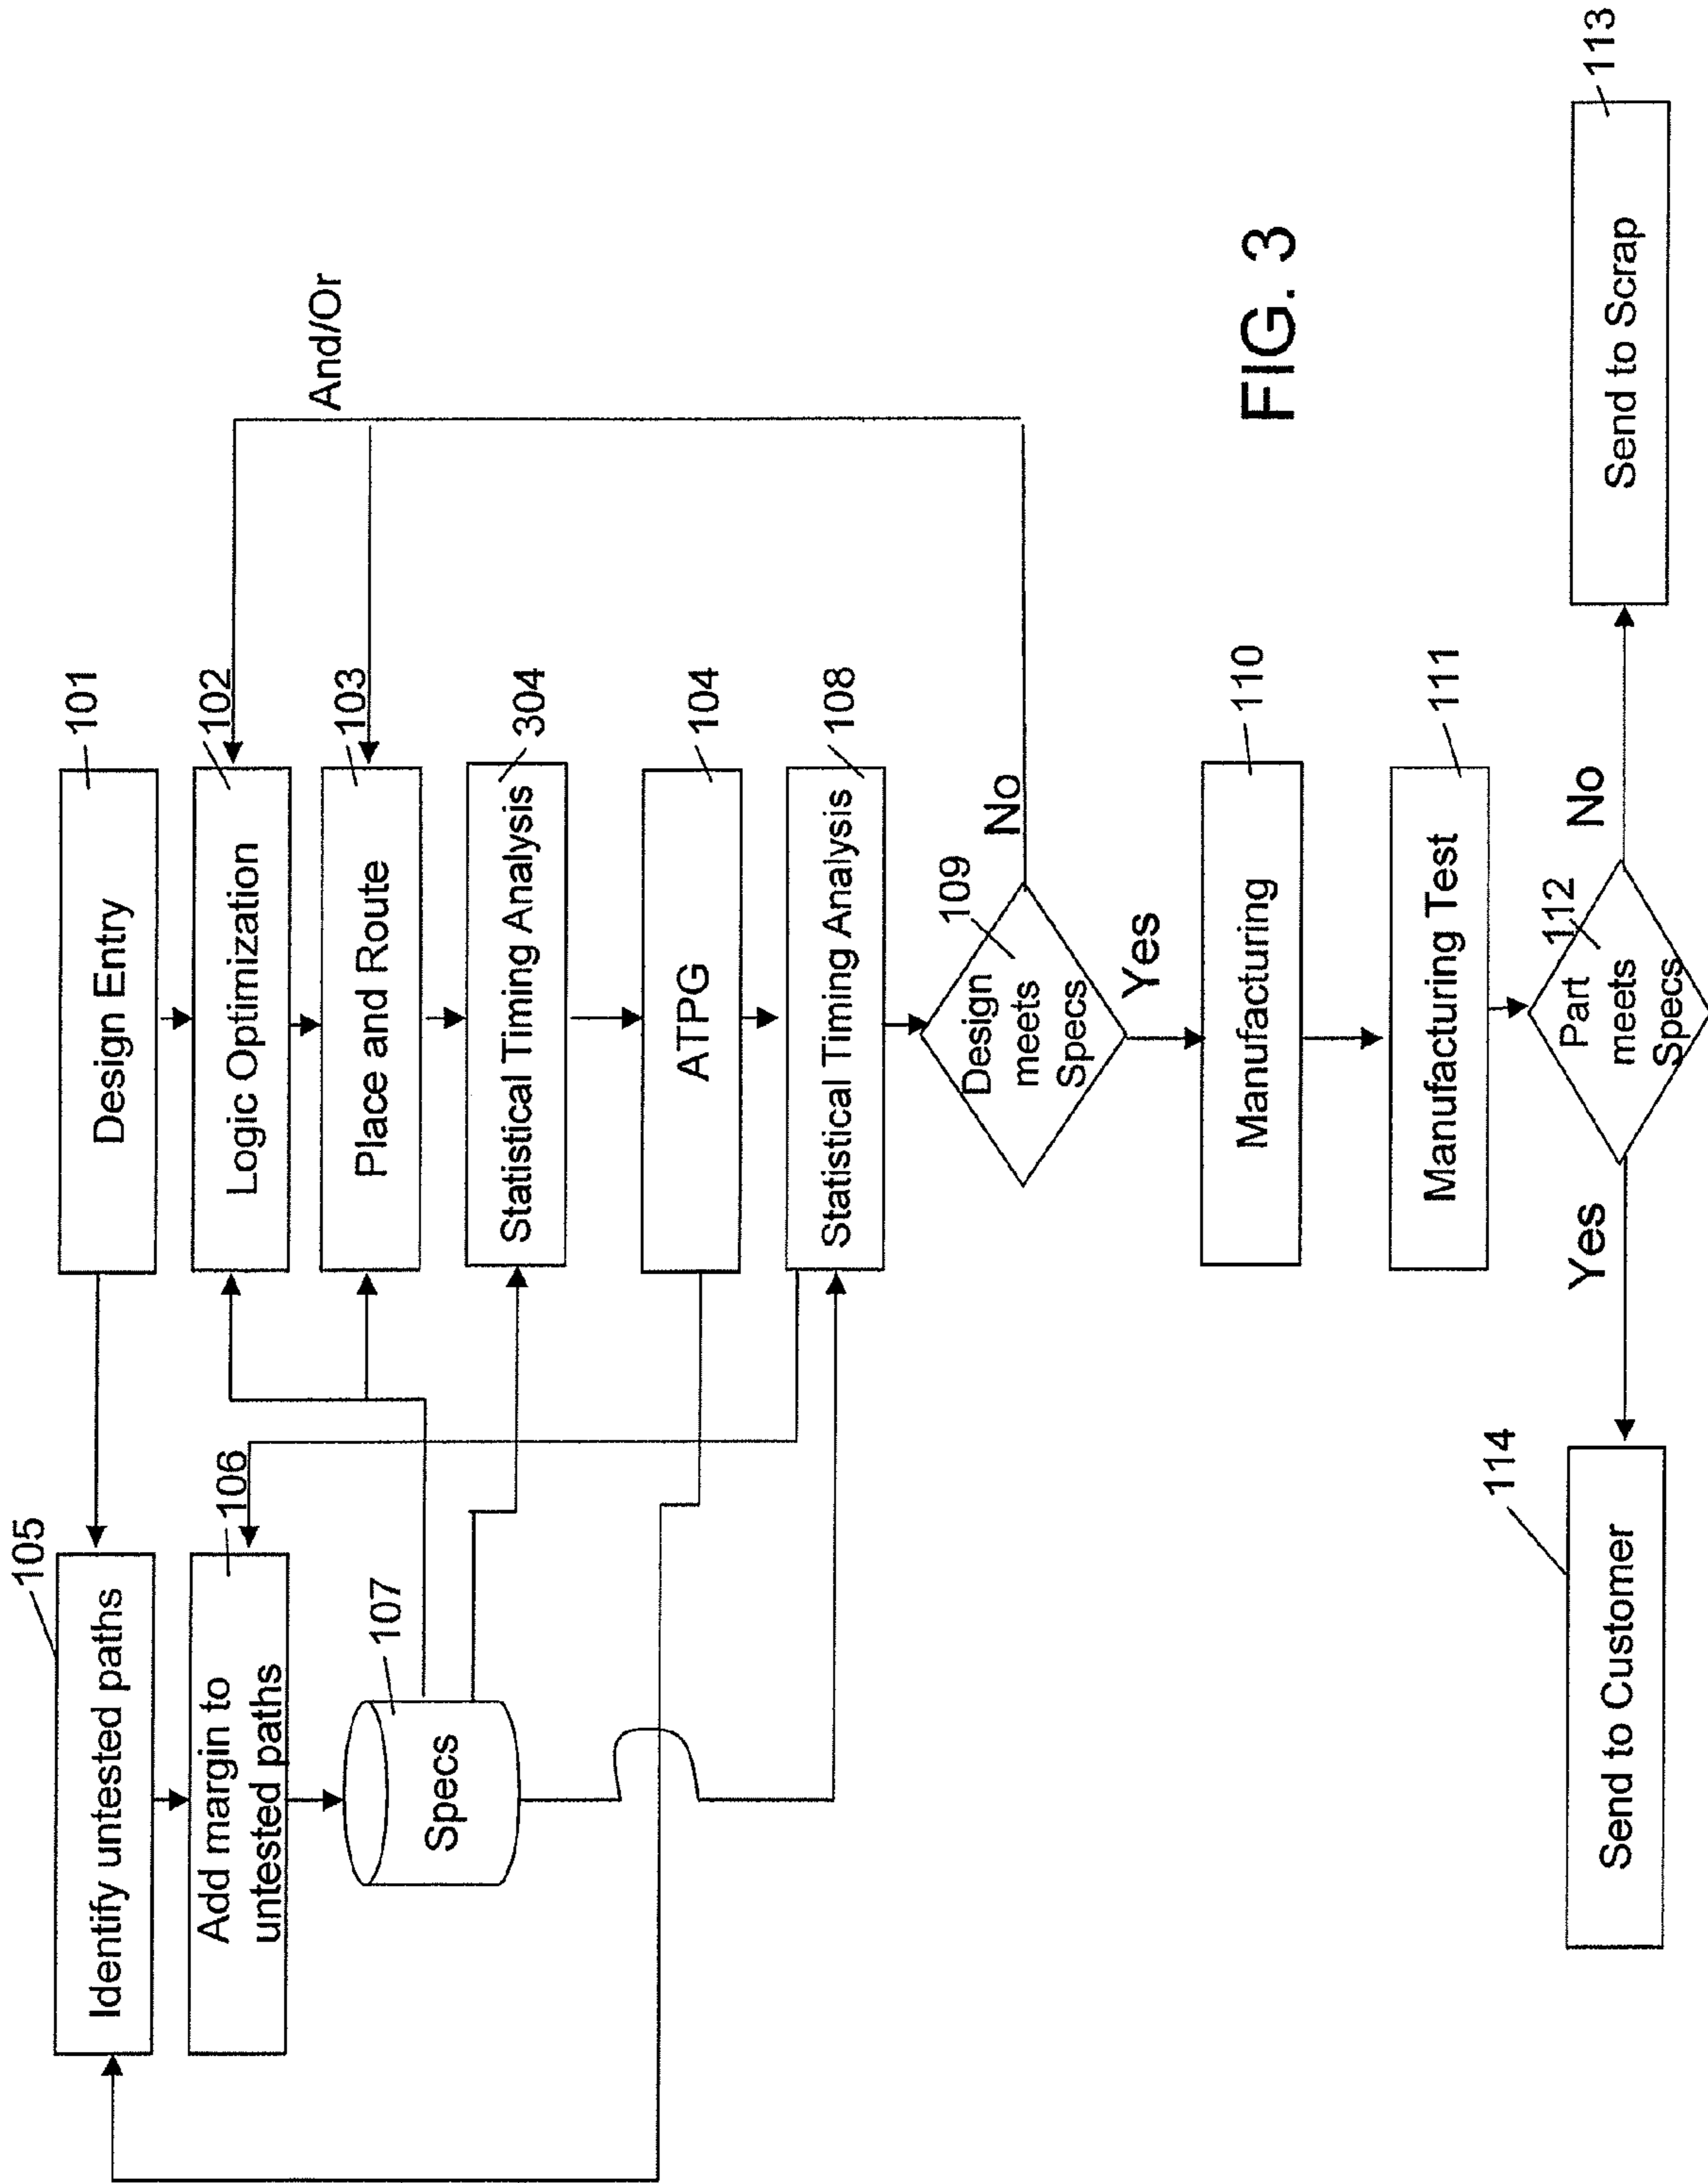 105
Identify untested paths
101
Design Entry
106
Add margin to
untested paths
102
Logic Optimization
And/Or
107
Specs
103
Place and Route
304
Statistical Timing Analysis
104
ATPG
108
Statistical Timing Analysis
109
Design
meets
Specs
No
Yes
110
Manufacturing
FIG. 3
111
Manufacturing Test
112
Part
meets
Specs
Yes
No
114
Send to Customer
113
Send to Scrap